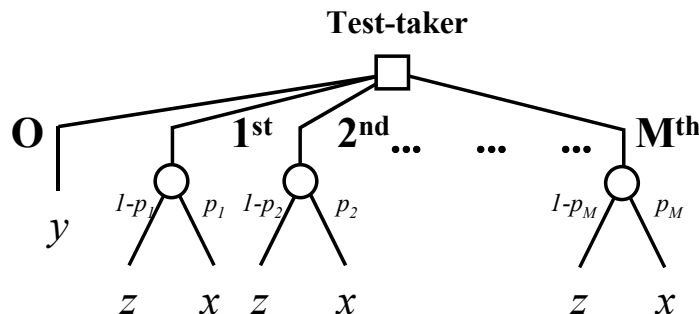 Test-taker
O 1st 2nd ... ... ... Mth
1-p1 p1 1-p2 p2 1-pM pM
y
z x z x z x